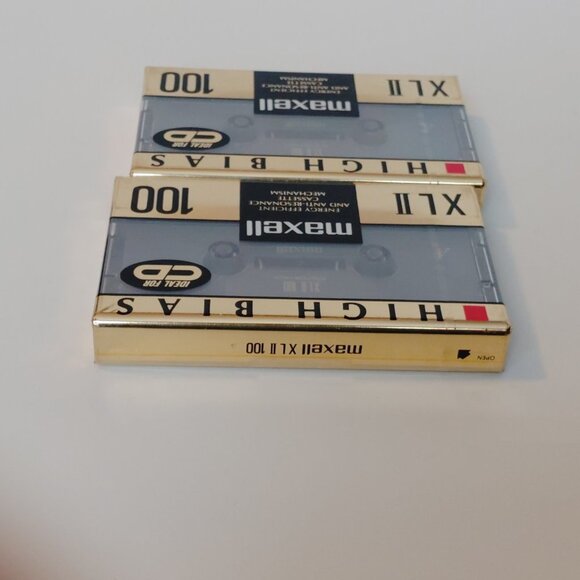 HIGH BIAS
IDEAL FOR
CD
maxell
ENERGY EFFICIENT
AND ANTI-RESONANCE
CASSETTE
MECHANISM
XL II 100
maxell XL II 100
OPEN
HIGH BIAS
IDEAL FOR
CD
maxell
ENERGY EFFICIENT
AND ANTI-RESONANCE
CASSETTE
MECHANISM
XL II 100